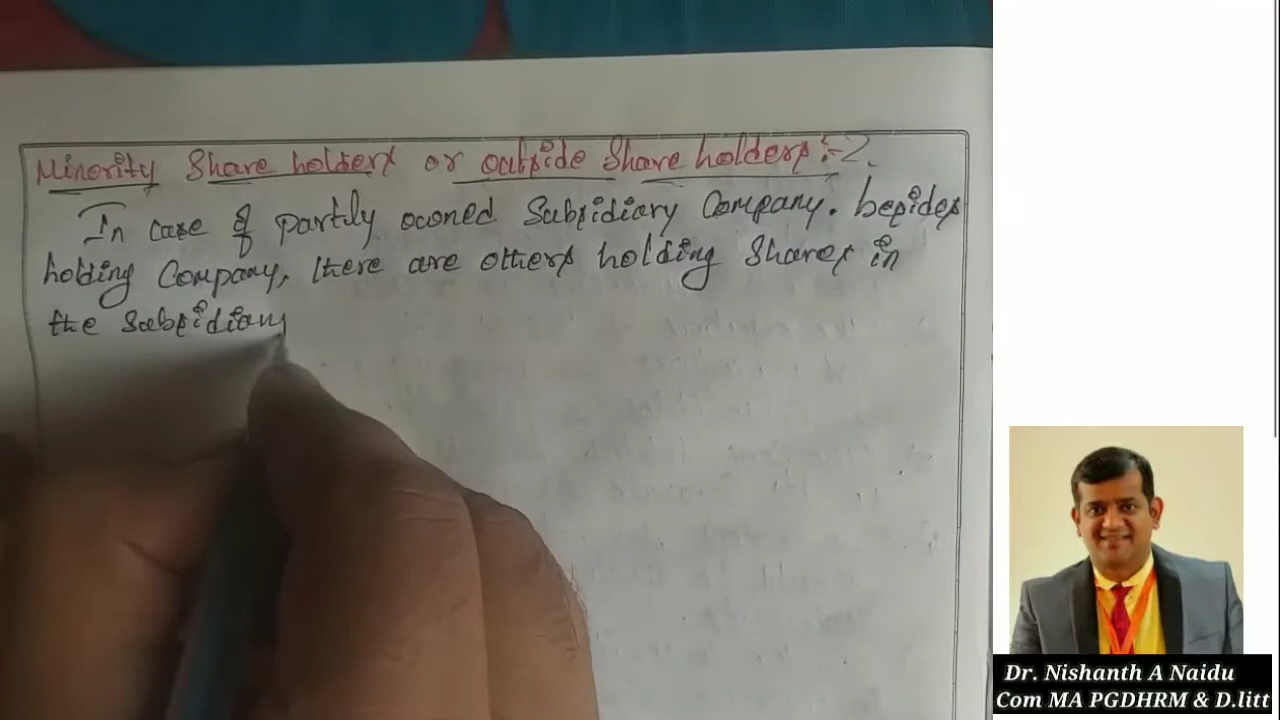 Minority Share holders or outside Share holders :- 2.
In case of partly owned Subsidiary Company. besides
holding Company, there are others holding Shares in
the Subsidiary
Dr. Nishanth A Naidu
Com MA PGDHRM & D.litt